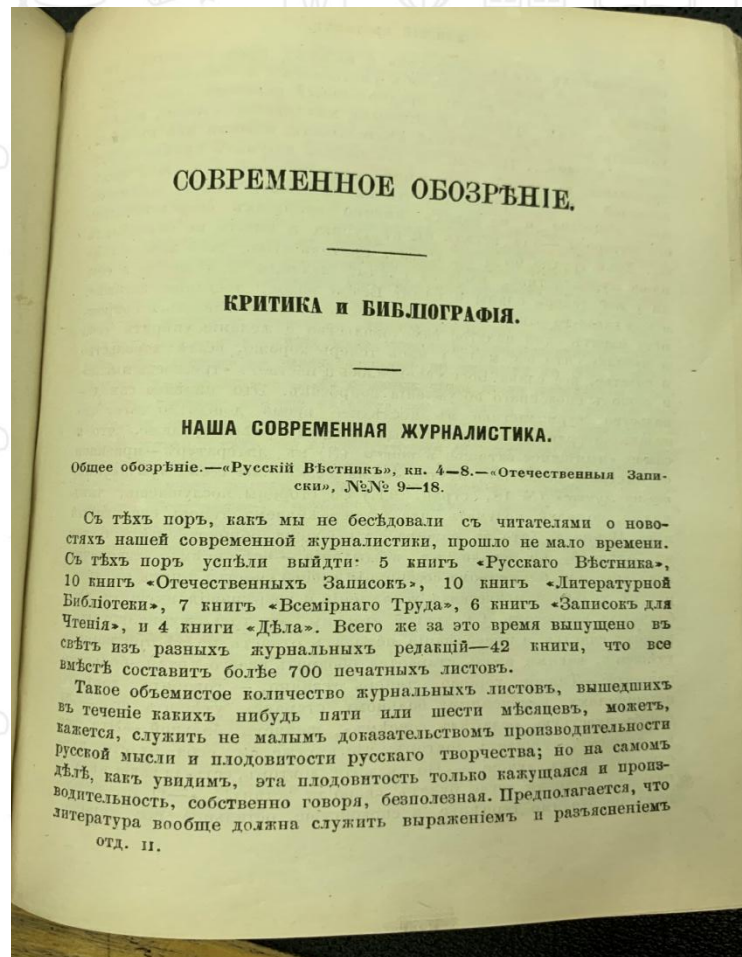 СОВРЕМЕННОЕ ОБОЗРѢНІЕ.
КРИТИКА и БИБЛІОГРАФІЯ.
НАША СОВРЕМЕННАЯ ЖУРНАЛИСТИКА.
Общее обозрѣніе.—«Русскій Вѣстникъ», кн. 4—8.—«Отечественныя Запи-
ски», №№ 9—18.
Съ тѣхъ поръ, какъ мы не бесѣдовали съ читателями о ново-
стяхъ нашей современной журналистики, прошло не мало времени.
Съ тѣхъ поръ успѣли выйдти: 5 книгъ «Русскаго Вѣстника»,
10 книгъ «Отечественныхъ Записокъ», 10 книгъ «Литературной
Библіотеки», 7 книгъ «Всемірнаго Труда», 6 книгъ «Записокъ для
Чтенія», и 4 книги «Дѣла». Всего же за это время выпущено въ
свѣтъ изъ разныхъ журнальныхъ редакцій—42 книги, что все
вмѣстѣ составитъ болѣе 700 печатныхъ листовъ.
Такое объемистое количество журнальныхъ листовъ, вышедшихъ
въ теченіе какихъ нибудь пяти или шести мѣсяцевъ, можетъ,
кажется, служить не малымъ доказательствомъ производительности
русской мысли и плодовитости русскаго творчества; но на самомъ
дѣлѣ, какъ увидимъ, эта плодовитость только кажущаяся и произ-
водительность, собственно говоря, безполезная. Предполагается, что
литература вообще должна служить выраженіемъ и разъясненіемъ
отд. II.